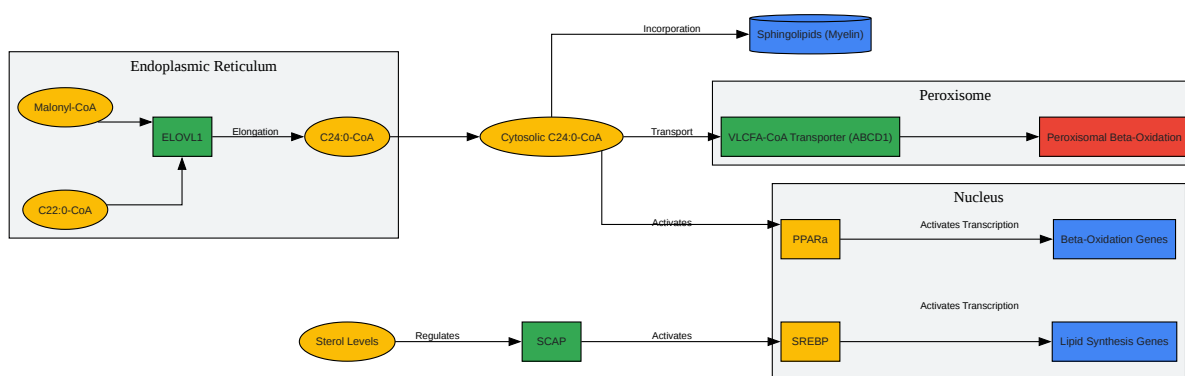 Incorporation
Sphingolipids (Myelin)
Endoplasmic Reticulum
Malonyl-CoA
ELOVL1
Elongation
C24:0-CoA
C22:0-CoA
Cytosolic C24:0-CoA
Transport
Peroxisome
VLCFA-CoA Transporter (ABCD1)
Peroxisomal Beta-Oxidation
Nucleus
Activates
PPARa
Activates Transcription
Beta-Oxidation Genes
Sterol Levels
Regulates
SCAP
Activates
SREBP
Activates Transcription
Lipid Synthesis Genes